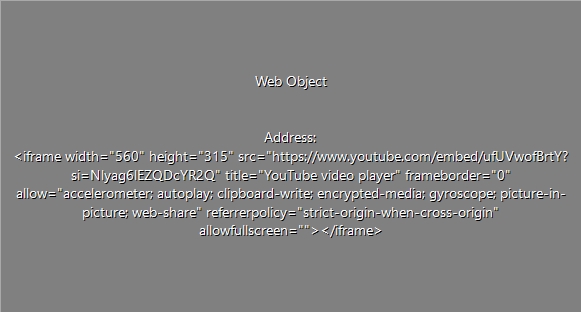 Web Object
Address:
<iframe width="560" height="315" src="https://www.youtube.com/embed/ufUVwofBrtY?
si=NIyag6IEZQDcYR2Q" title="YouTube video player" frameborder="0"
allow="accelerometer; autoplay; clipboard-write; encrypted-media; gyroscope; picture-in-
picture; web-share" referrerpolicy="strict-origin-when-cross-origin"
allowfullscreen=""></iframe>